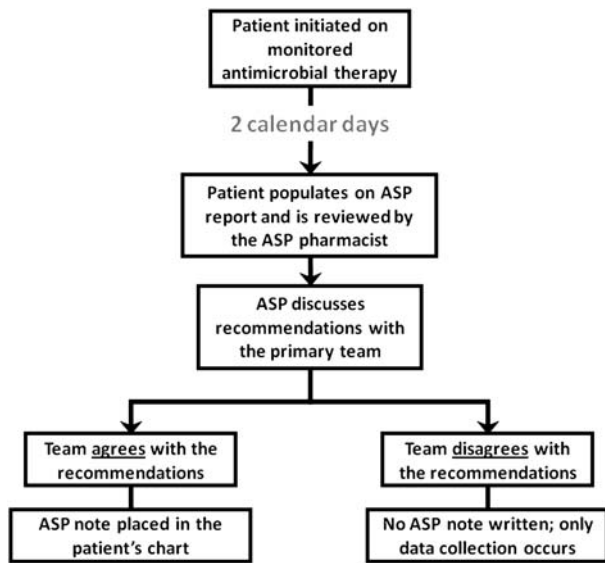 Patient initiated on
monitored
antimicrobial therapy
2 calendar days
Patient populates on ASP
report and is reviewed by
the ASP pharmacist
ASP discusses
recommendations with
the primary team
Team agrees with the
recommendations
Team disagrees with
the recommendations
ASP note placed in the
patient's chart
No ASP note written; only
data collection occurs